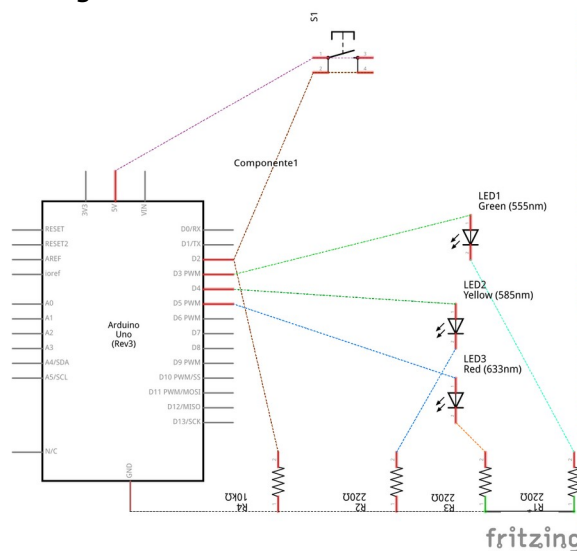 S1
Componente1
LED1
Green (555nm)
LED2
Yellow (585nm)
LED3
Red (633nm)
3V3
5V
VIN
RESET
RESET2
AREF
ioref
A0
A1
A2
A3
A4/SDA
A5/SCL
N/C
D0/RX
D1/TX
D2
D3 PWM
D4
D5 PWM
D6 PWM
D7
D8
D9 PWM
D10 PWM/SS
D11 PWM/MOSI
D12/MISO
D13/SCK
Arduino
Uno
(Rev3)
GND
R4
10kΩ
R2
220Ω
R3
220Ω
R1
220Ω
fritzing